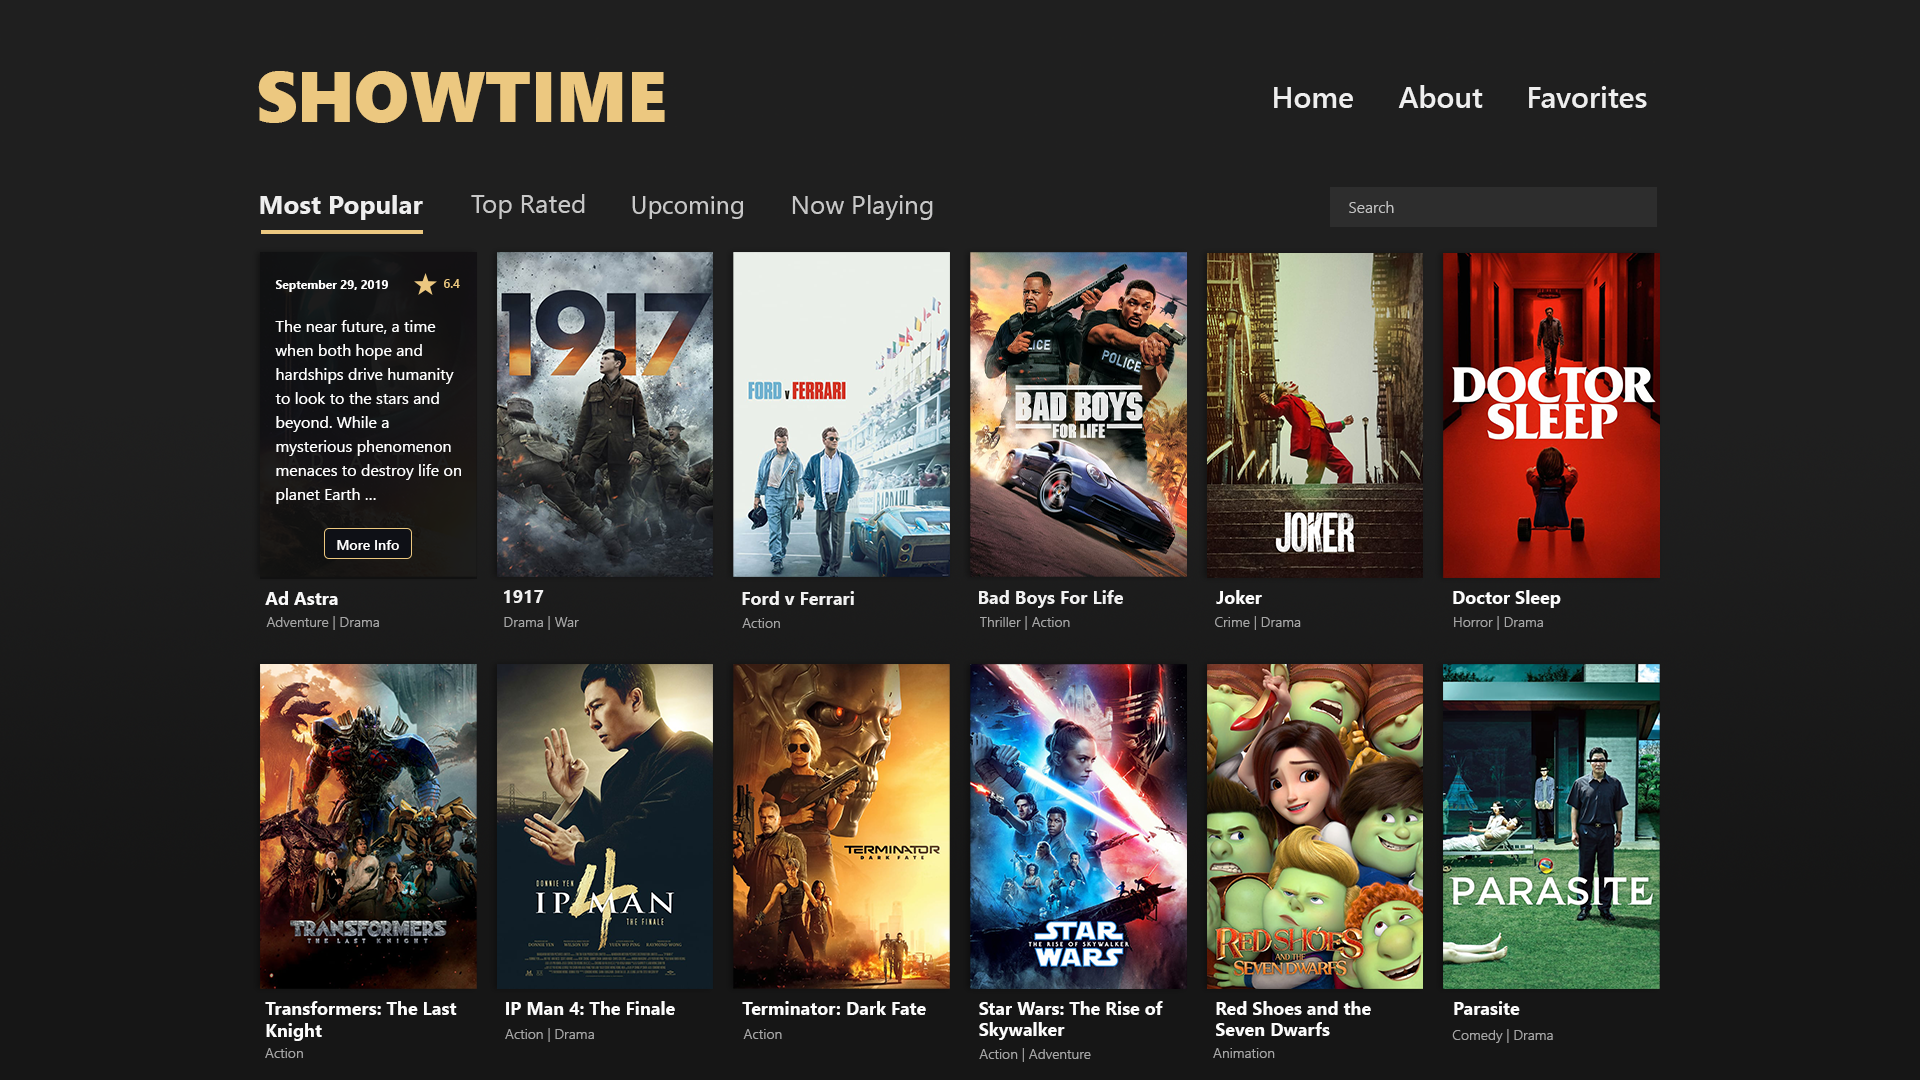 SHOWTIME
Home About Favorites
Most Popular Top Rated Upcoming Now Playing
Search
September 29, 2019 6.4
The near future, a time
when both hope and
hardships drive humanity
to look to the stars and
beyond. While a
mysterious phenomenon
menaces to destroy life on
planet Earth ...
More Info
1917
FORD v FERRARI
POLICE
BAD BOYS
FOR LIFE
JOKER
DOCTOR
SLEEP
Ad Astra
Adventure | Drama
1917
Drama | War
Ford v Ferrari
Action
Bad Boys For Life
Thriller | Action
Joker
Crime | Drama
Doctor Sleep
Horror | Drama
TRANSFORMERS
THE LAST KNIGHT
DONNIE YEN
IP MAN 4
THE FINALE
TERMINATOR
DARK FATE
STAR
THE RISE OF SKYWALKER
WARS
RED SHOES
AND THE
SEVEN DWARFS
PARASITE
Transformers: The Last
Knight
Action
IP Man 4: The Finale
Action | Drama
Terminator: Dark Fate
Action
Star Wars: The Rise of
Skywalker
Action | Adventure
Red Shoes and the
Seven Dwarfs
Animation
Parasite
Comedy | Drama